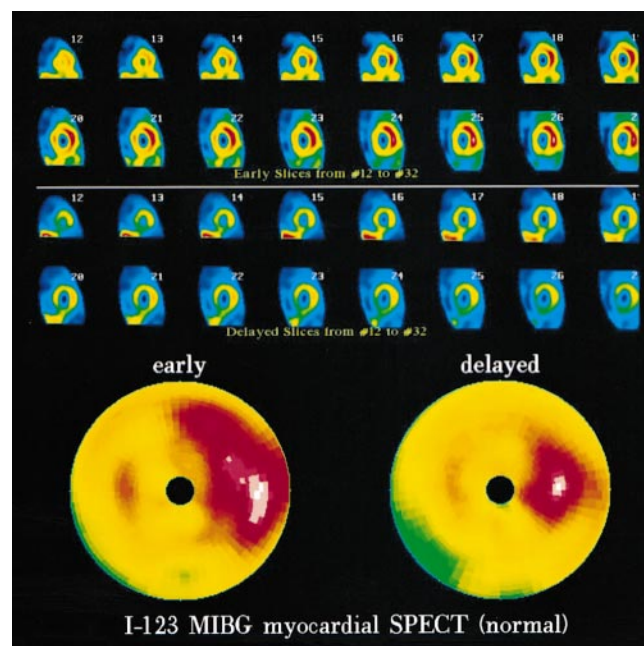 12 13 14 15 16 17 18
20 21 22 23 24 25 26
Early Slices from #12 to #32
12 13 14 15 16 17 18
20 21 22 23 24 25 26
Delayed Slices from #12 to #32
early delayed
I-123 MIBG myocardial SPECT (normal)